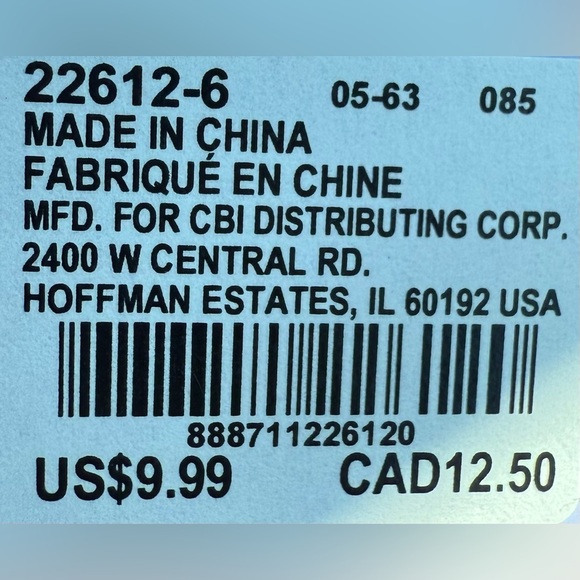 22612-6 05-63 085
MADE IN CHINA
FABRIQUÉ EN CHINE
MFD. FOR CBI DISTRIBUTING CORP.
2400 W CENTRAL RD.
HOFFMAN ESTATES, IL 60192 USA
888711226120
US$9.99 CAD12.50